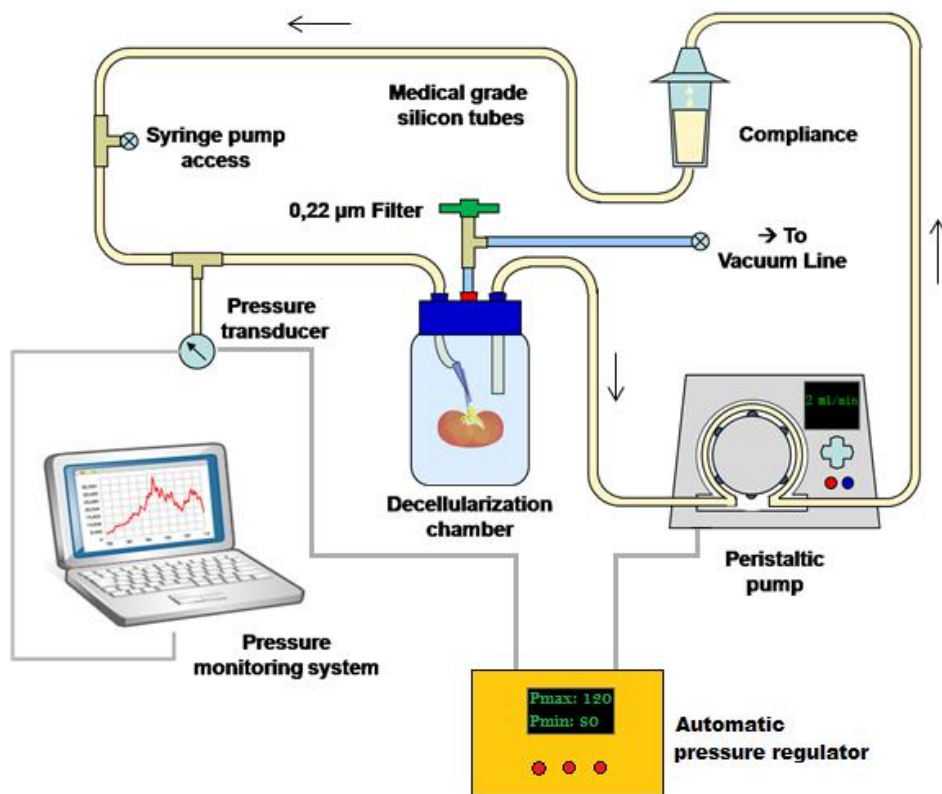 Medical grade
silicon tubes
Compliance
Syringe pump
access
0,22 µm Filter
→ To
Vacuum Line
Pressure
transducer
2 ml/min
Decellularization
chamber
Peristaltic
pump
Pressure
monitoring system
Pmax: 120
Pmin: 80
Automatic
pressure regulator